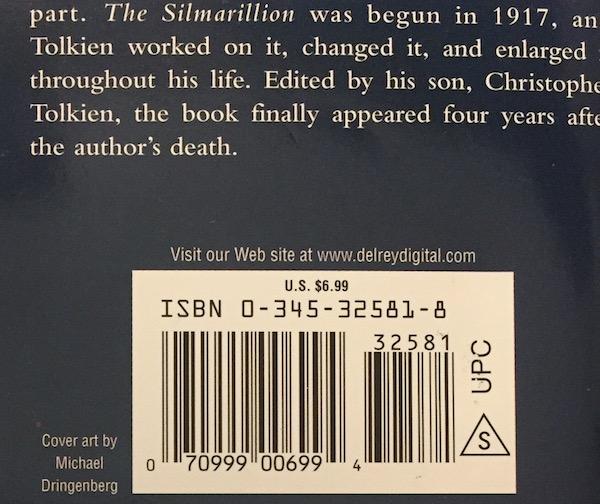 part. The Silmarillion was begun in 1917, an
Tolkien worked on it, changed it, and enlarged
throughout his life. Edited by his son, Christophe
Tolkien, the book finally appeared four years afte
the author's death.
Visit our Web site at www.delreydigital.com
U.S. $6.99
ISBN 0-345-32581-8
32581
UPC
S
0 70999 00699 4
Cover art by
Michael
Dringenberg